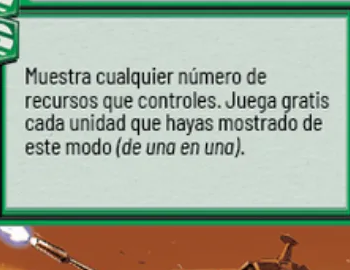 Muestra cualquier número de
recursos que controles. Juega gratis
cada unidad que hayas mostrado de
este modo (de una en una).